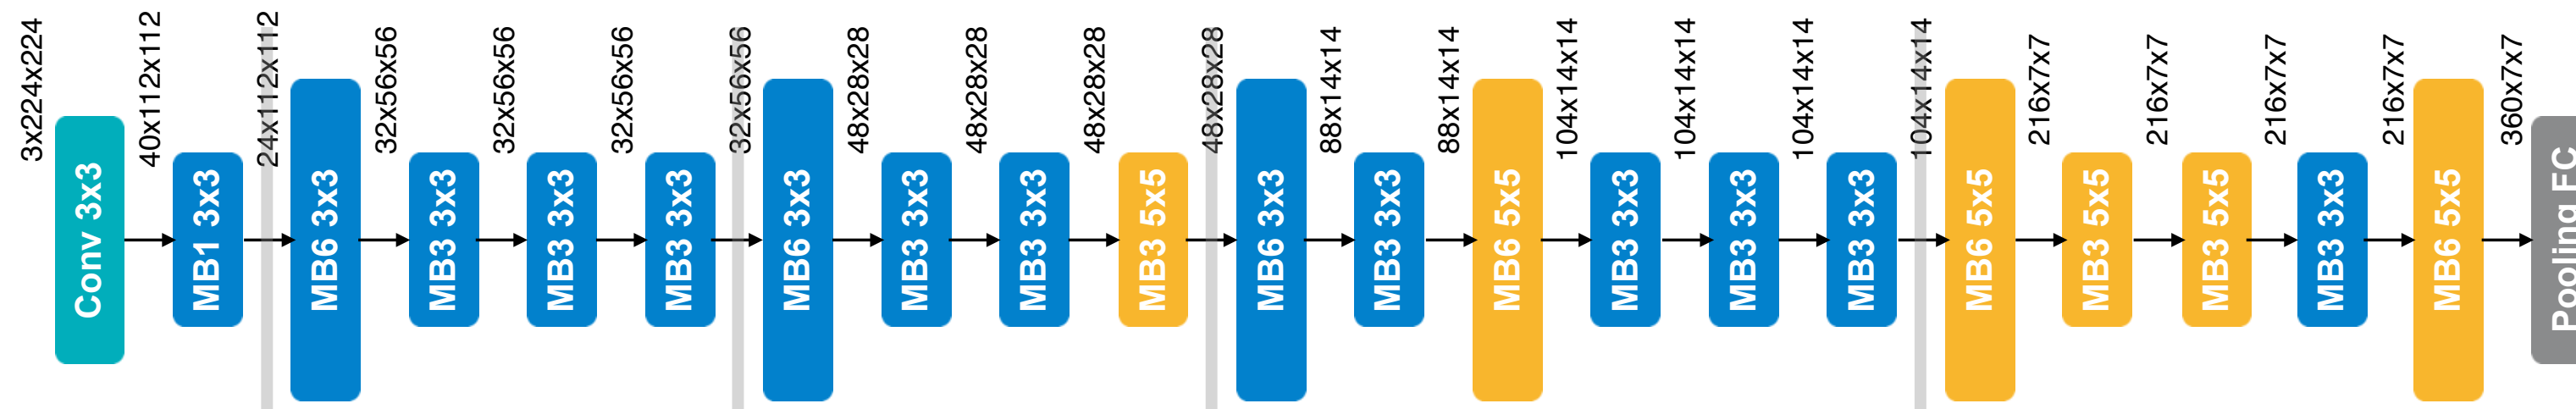 3x224x224
Conv 3x3
40x112x112
MB1 3x3
24x112x112
MB6 3x3
32x56x56
MB3 3x3
32x56x56
MB3 3x3
32x56x56
MB3 3x3
32x56x56
MB6 3x3
48x28x28
MB3 3x3
48x28x28
MB3 3x3
48x28x28
MB3 5x5
48x28x28
MB6 3x3
88x14x14
MB3 3x3
88x14x14
MB6 5x5
104x14x14
MB3 3x3
104x14x14
MB3 3x3
104x14x14
MB3 3x3
104x14x14
MB6 5x5
216x7x7
MB3 5x5
216x7x7
MB3 5x5
216x7x7
MB3 3x3
216x7x7
MB6 5x5
360x7x7
Pooling FC